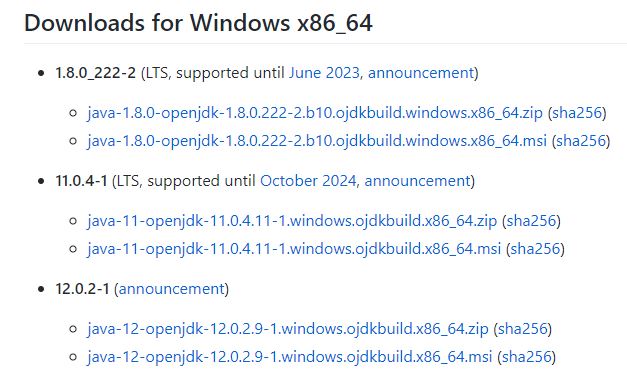 Downloads for Windows x86_64
1.8.0_222-2 (LTS, supported until June 2023, announcement)
java-1.8.0-openjdk-1.8.0.222-2.b10.ojdkbuild.windows.x86_64.zip (sha256)
java-1.8.0-openjdk-1.8.0.222-2.b10.ojdkbuild.windows.x86_64.msi (sha256)
11.0.4-1 (LTS, supported until October 2024, announcement)
java-11-openjdk-11.0.4.11-1.windows.ojdkbuild.x86_64.zip (sha256)
java-11-openjdk-11.0.4.11-1.windows.ojdkbuild.x86_64.msi (sha256)
12.0.2-1 (announcement)
java-12-openjdk-12.0.2.9-1.windows.ojdkbuild.x86_64.zip (sha256)
java-12-openjdk-12.0.2.9-1.windows.ojdkbuild.x86_64.msi (sha256)